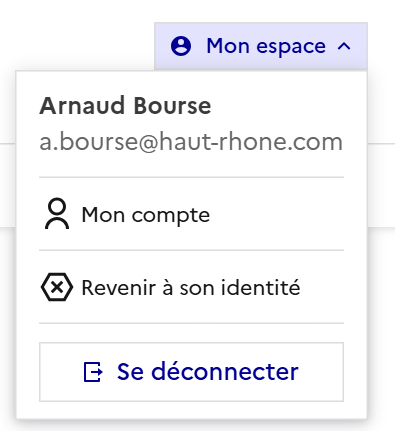 Mon espace
Arnaud Bourse
a.bourse@haut-rhone.com
Mon compte
Revenir à son identité
Se déconnecter